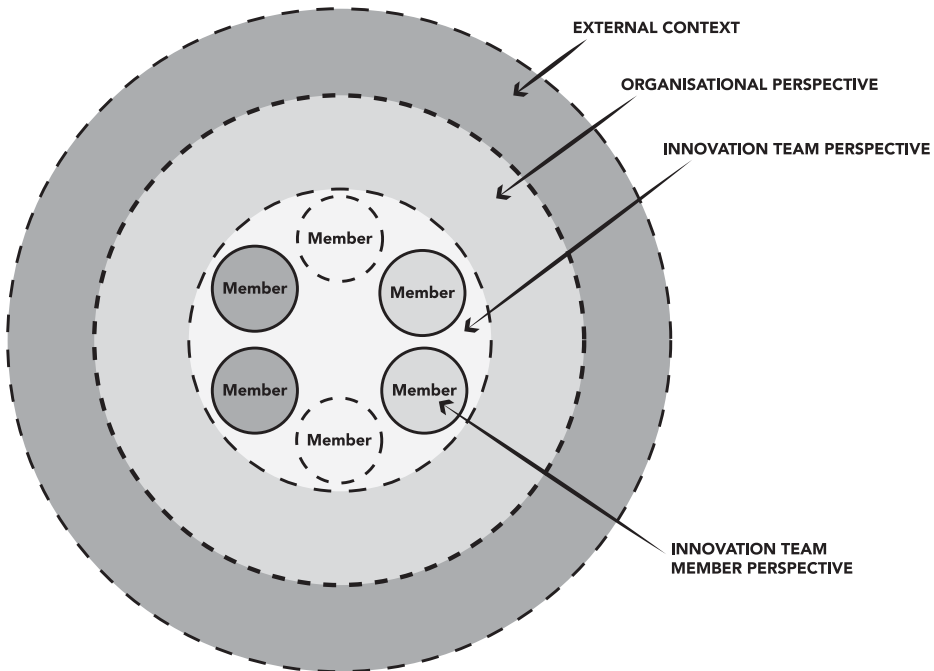 EXTERNAL CONTEXT
ORGANISATIONAL PERSPECTIVE
INNOVATION TEAM PERSPECTIVE
Member
Member
Member
Member
Member
Member
INNOVATION TEAM
MEMBER PERSPECTIVE